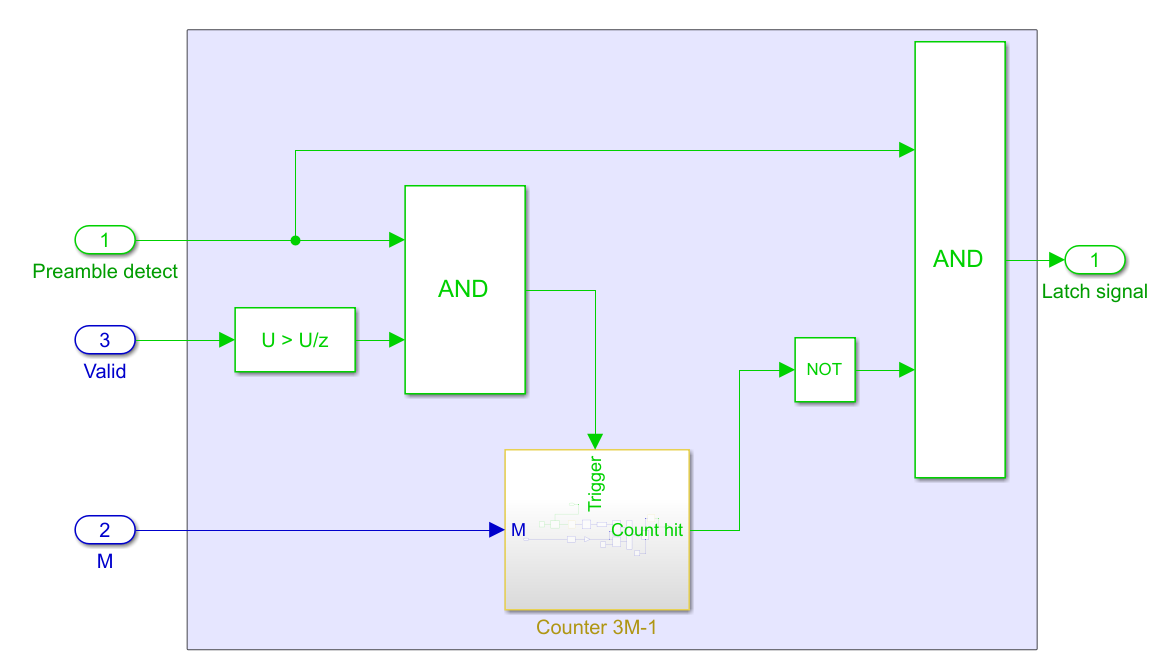 1
Preamble detect
3
Valid
U > U/z
AND
AND
1
Latch signal
NOT
Trigger
2
M
M
Count hit
Counter 3M-1